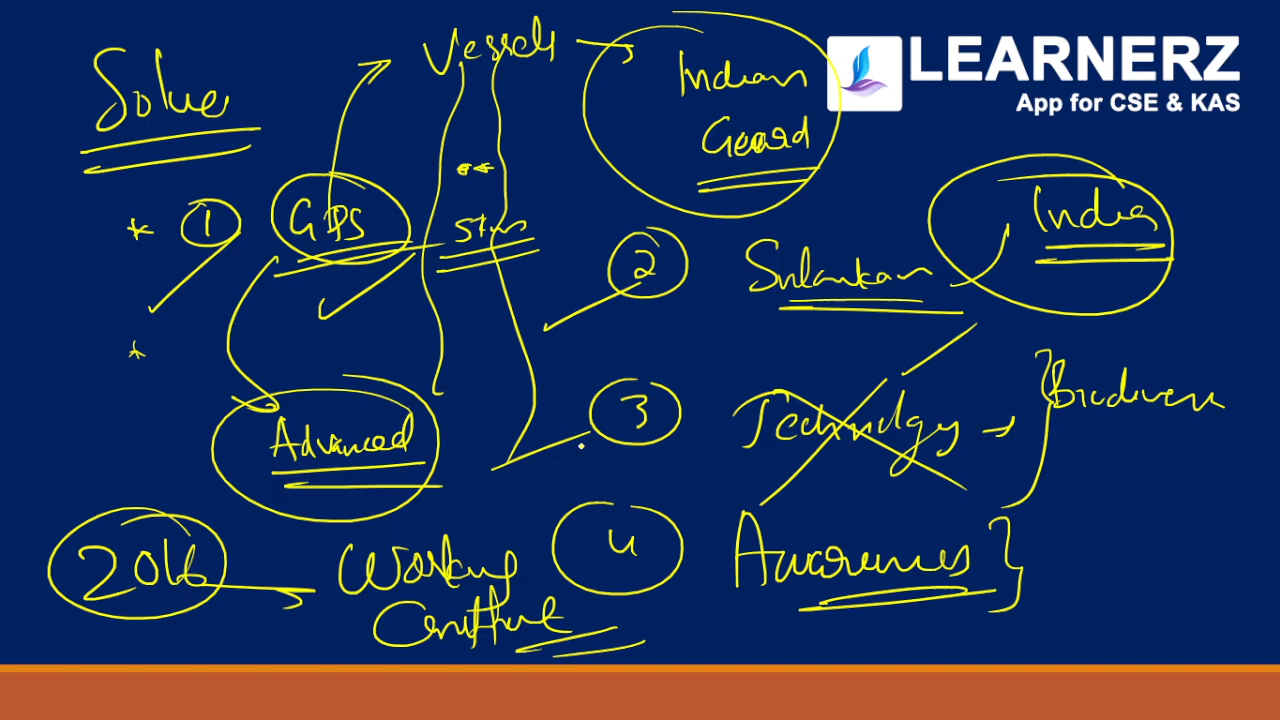 Solve
Vessels
Indian
Guard
LEARNERZ
App for CSE & KAS
* 1 GPS
India
2 Srilankan
*
3 Technology
Advanced
2016 Working
4 Awareness